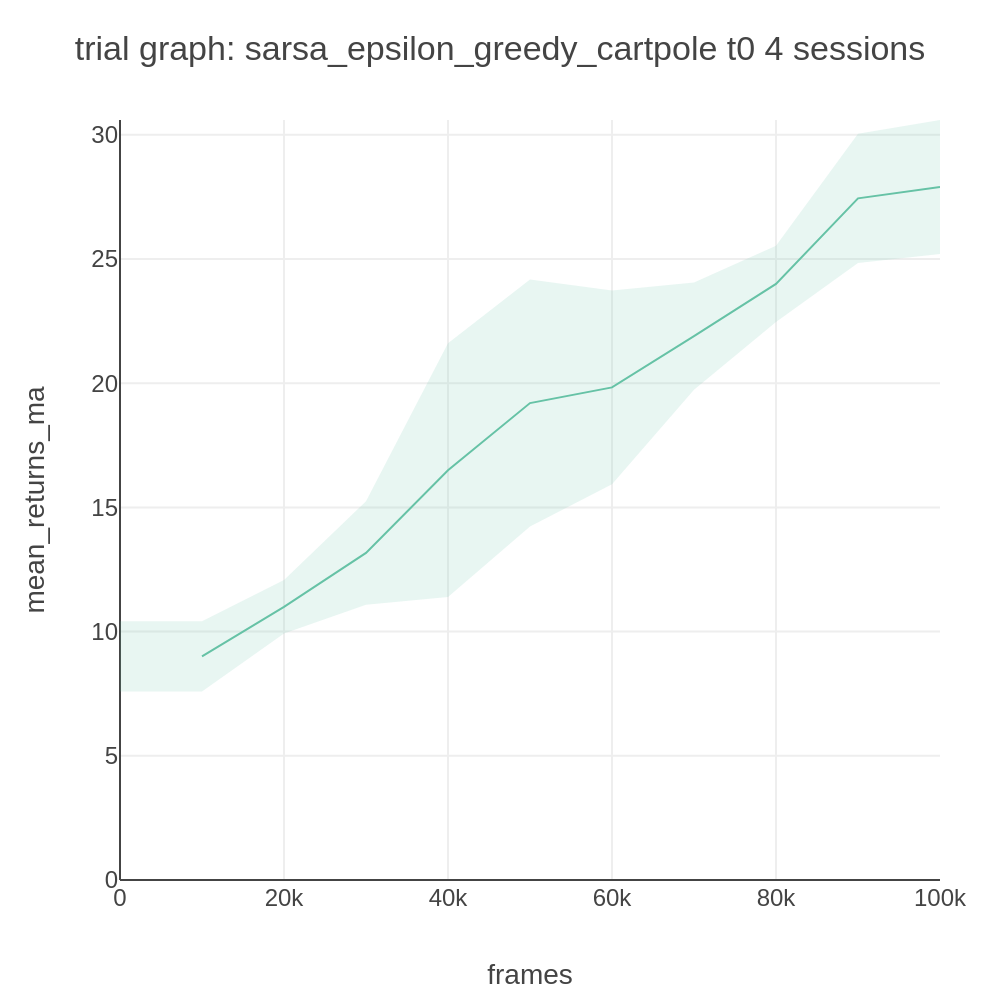 trial graph: sarsa_epsilon_greedy_cartpole t0 4 sessions
mean_returns_ma
30
25
20
15
10
5
0
0
20k
40k
60k
80k
100k
frames